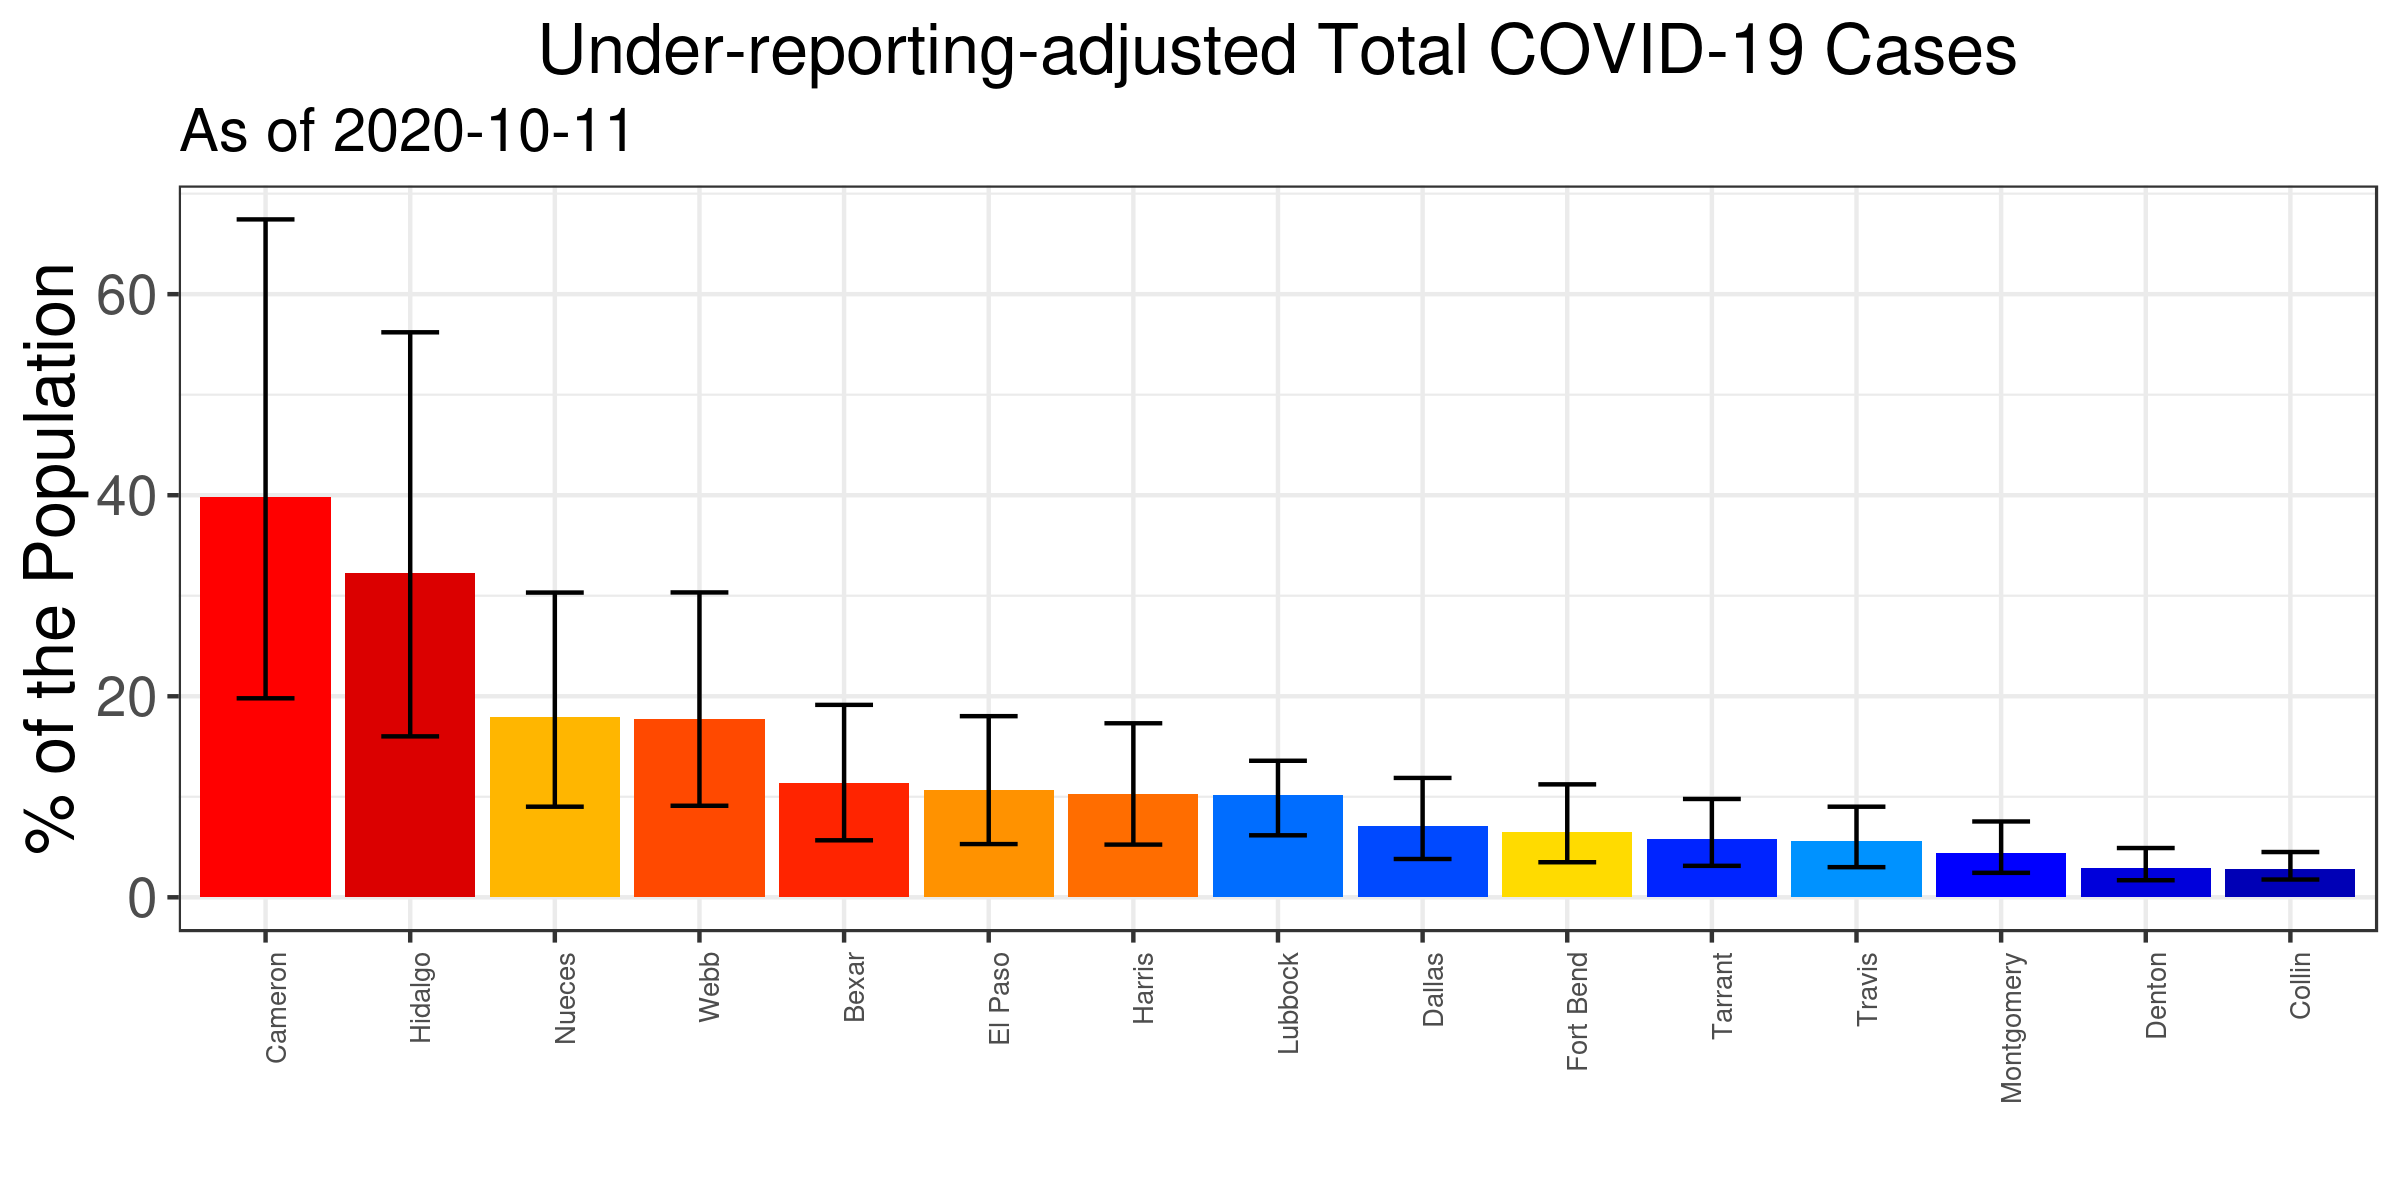 Under-reporting-adjusted Total COVID-19 Cases
As of 2020-10-11
% of the Population
60
40
20
0
Cameron
Hidalgo
Nueces
Webb
Bexar
El Paso
Harris
Lubbock
Dallas
Fort Bend
Tarrant
Travis
Montgomery
Denton
Collin